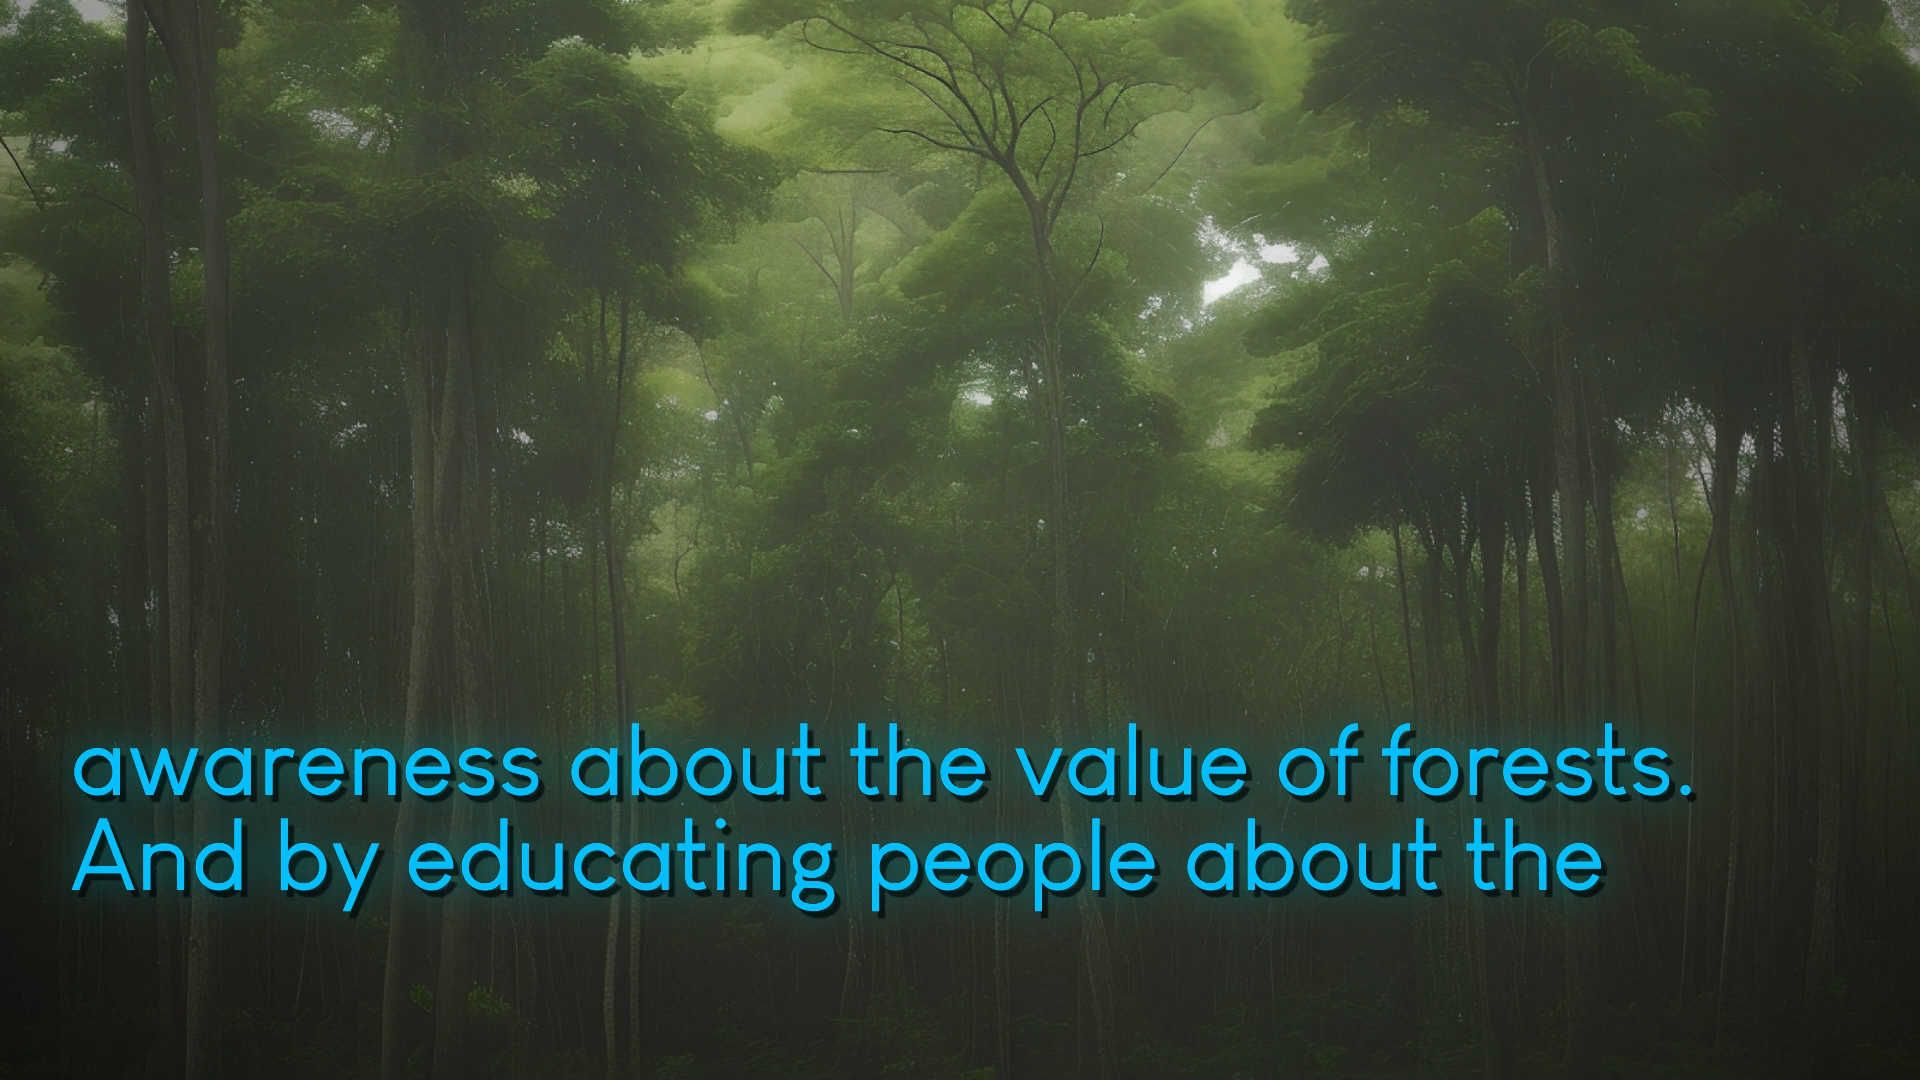 awareness about the value of forests.
And by educating people about the